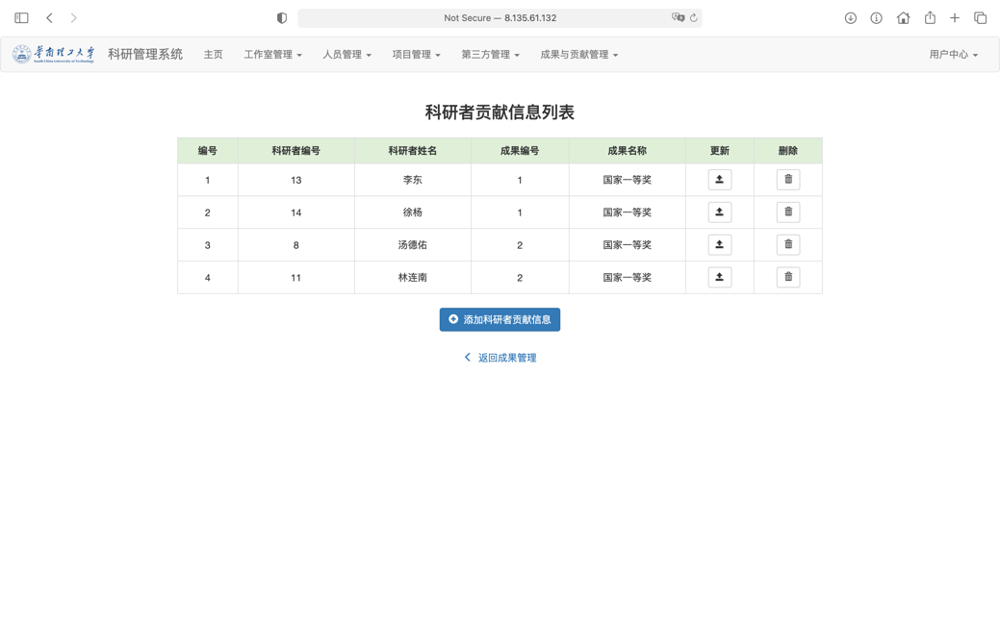 Not Secure — 8.135.61.132
华南理工大学
South China University of Technology
科研管理系统 主页 工作室管理 人员管理 项目管理 第三方管理 成果与贡献管理 用户中心
科研者贡献信息列表
编号 科研者编号 科研者姓名 成果编号 成果名称 更新 删除
1 13 李东 1 国家一等奖
2 14 徐杨 1 国家一等奖
3 8 汤德佑 2 国家一等奖
4 11 林连南 2 国家一等奖
添加科研者贡献信息
返回成果管理